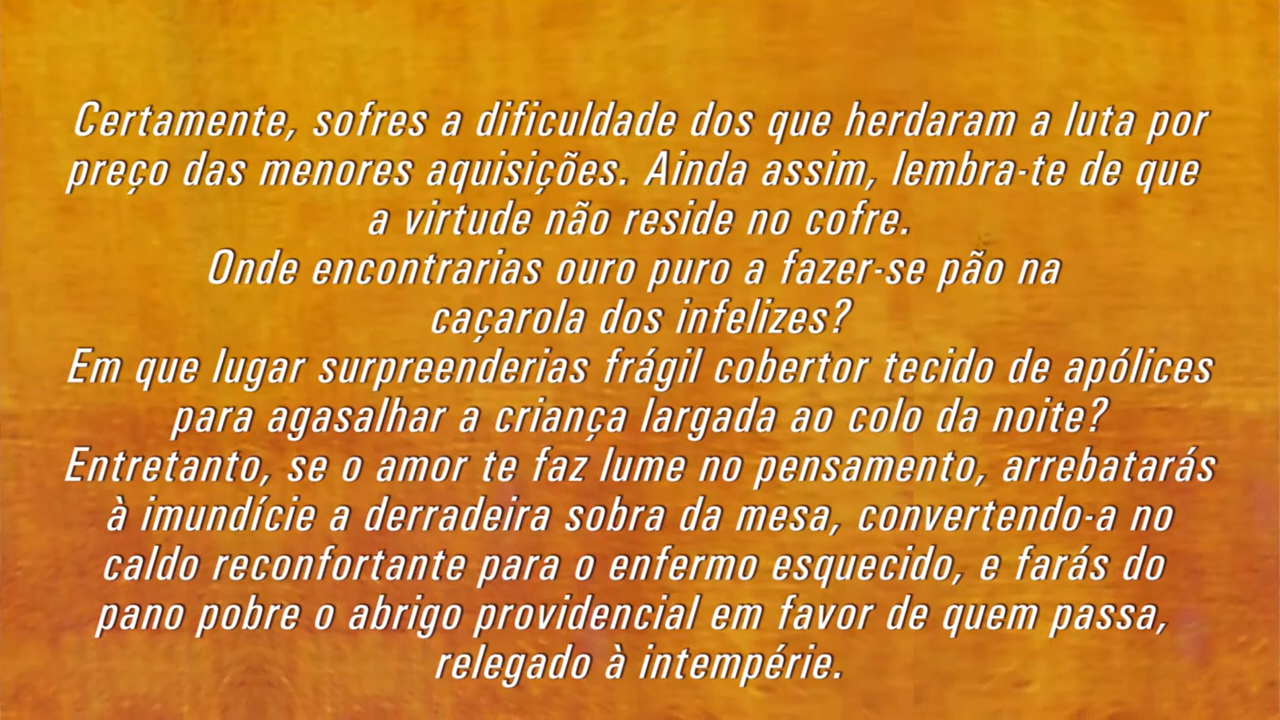 Certamente, sofres a dificuldade dos que herdaram a luta por
preço das menores aquisições. Ainda assim, lembra-te de que
a virtude não reside no cofre.
Onde encontrarias ouro puro a fazer-se pão na
caçarola dos infelizes?
Em que lugar surpreenderias frágil cobertor tecido de apólices
para agasalhar a criança largada ao colo da noite?
Entretanto, se o amor te faz lume no pensamento, arrebatarás
à imundície a derradeira sobra da mesa, convertendo-a no
caldo reconfortante para o enfermo esquecido, e farás do
pano pobre o abrigo providencial em favor de quem passa,
relegado à intempérie.